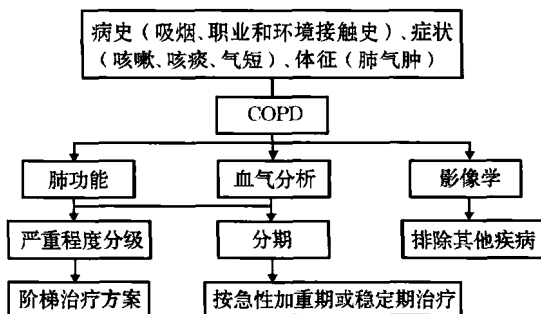 病史(吸烟、职业和环境接触史)、症状
(咳嗽、咳痰、气短)、体征(肺气肿)
COPD
肺功能
血气分析
影像学
严重程度分级
分期
排除其他疾病
阶梯治疗方案
按急性加重期或稳定期治疗